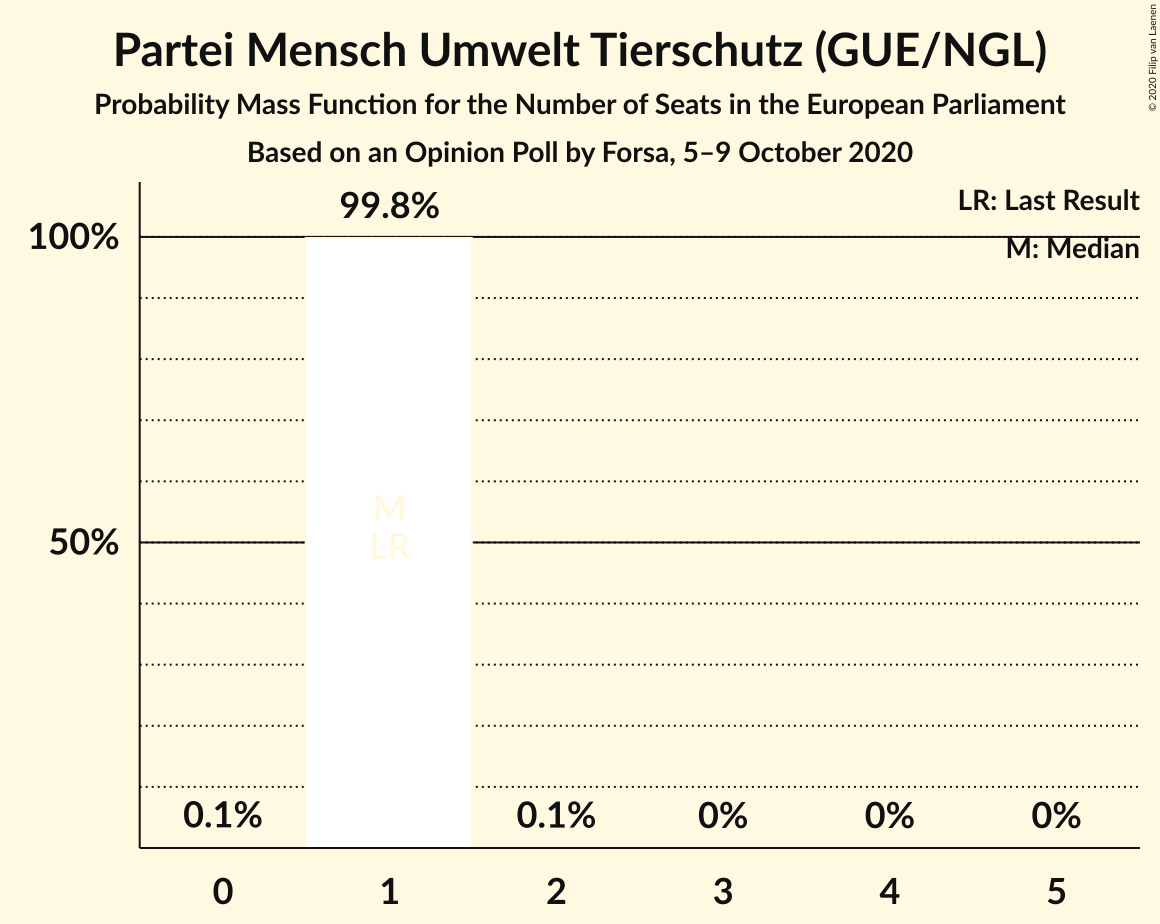 Partei Mensch Umwelt Tierschutz (GUE/NGL)
Probability Mass Function for the Number of Seats in the European Parliament
Based on an Opinion Poll by Forsa, 5–9 October 2020
© 2020 Filip van Laenen
99.8%
LR: Last Result
100%
M: Median
M
50%
LR
0.1% 0.1% 0% 0% 0%
0 1 2 3 4 5